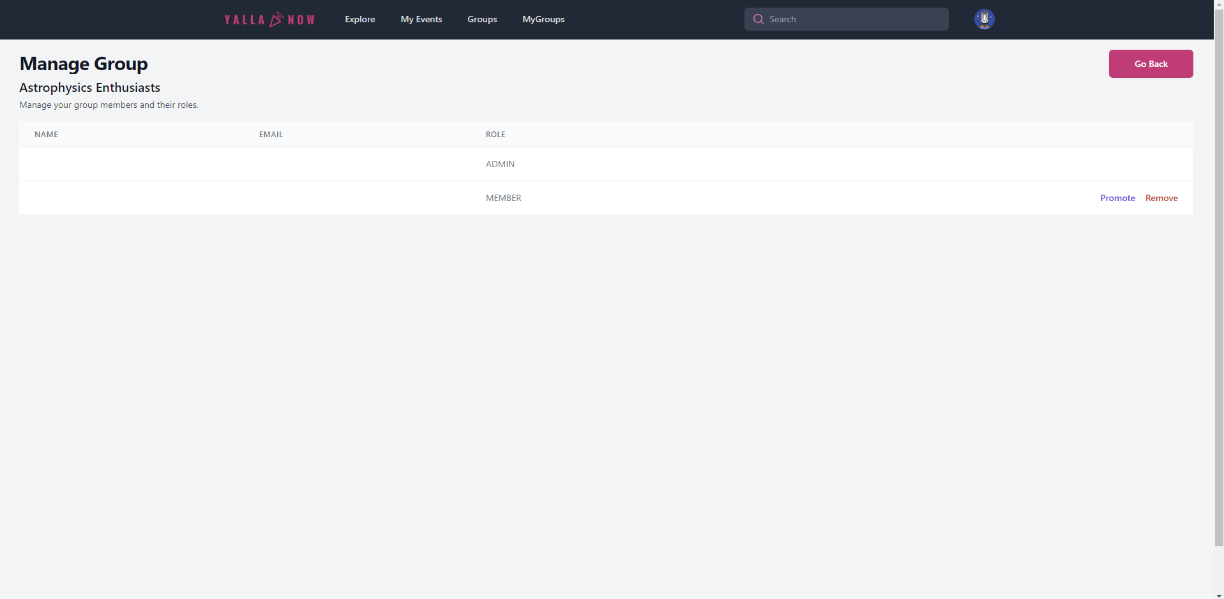 YALLA NOW Explore My Events Groups MyGroups Search
Manage Group
Go Back
Astrophysics Enthusiasts
Manage your group members and their roles.
NAME EMAIL ROLE
ADMIN
MEMBER Promote Remove